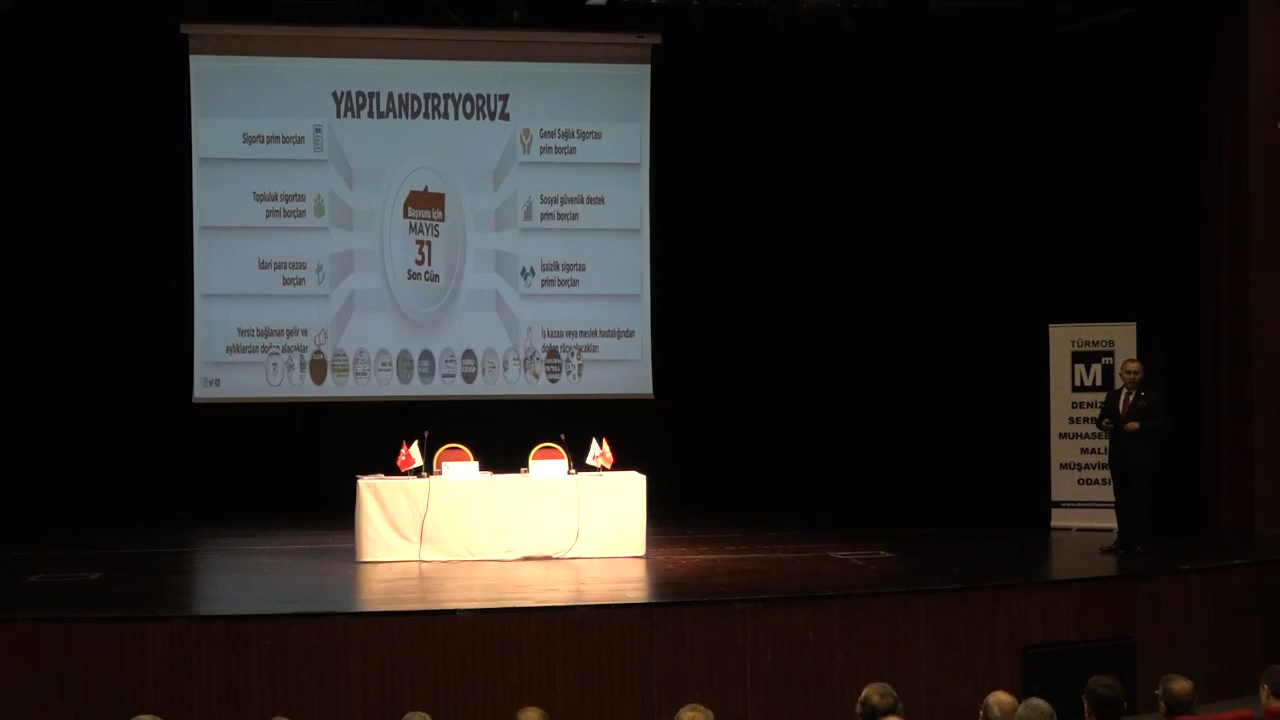 YAPILANDIRIYORUZ
Sigorta prim borçları
Topluluk sigortası
primi borçları
İdari para cezası
borçları
Yersiz bağlanan gelir ve
aylıklardan doğan alacaklar
Başvuru için
MAYIS
31
Son Gün
Genel Sağlık Sigortası
prim borçları
Sosyal güvenlik destek
primi borçları
İşsizlik sigortası
primi borçları
İş kazası veya meslek hastalığından
doğan rücu alacakları
TÜRMOB
Mm
DENİZ
SERB
MUHASEB
MALİ
MÜŞAVİR
ODASI